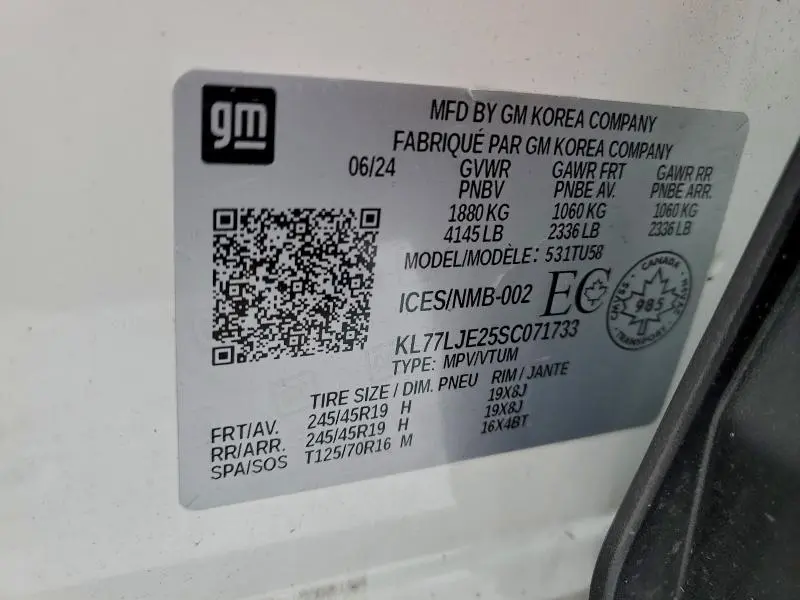 gm
MFD BY GM KOREA COMPANY
FABRIQUÉ PAR GM KOREA COMPANY
06/24 GVWR GAWR FRT GAWR RR
PNBV PNBE AV. PNBE ARR.
1880 KG 1060 KG 1060 KG
4145 LB 2336 LB 2336 LB
MODEL/MODÈLE: 531TU58
ICES/NMB-002 EC
CANADA
985
TRANSPORT
KL77LJE25SC071733
TYPE: MPV/VTUM
TIRE SIZE / DIM. PNEU RIM / JANTE
FRT/AV. 245/45R19 H 19X8J
RR/ARR. 245/45R19 H 19X8J
SPA/SOS T125/70R16 M 16X4BT